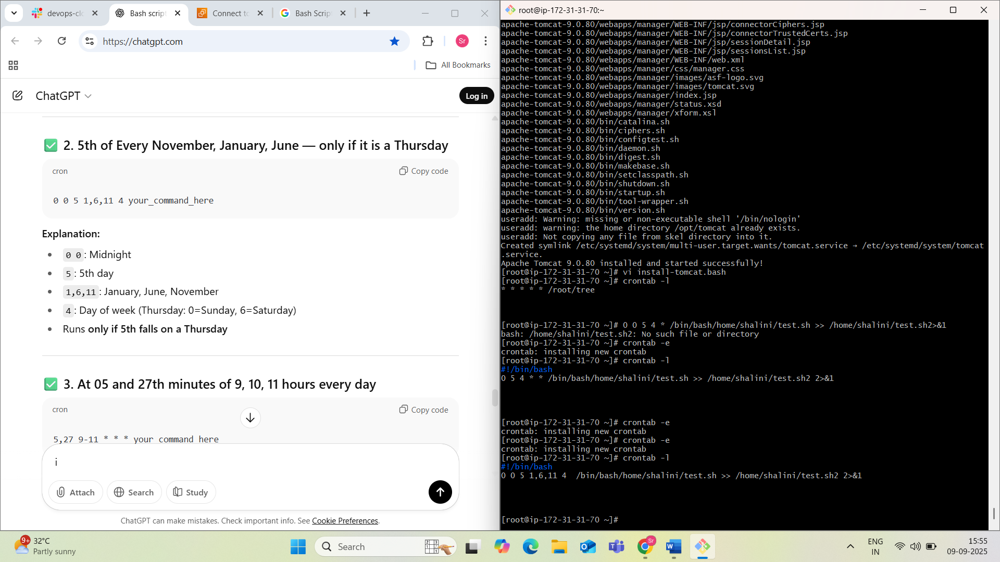 devops-clo
Bash script
Connect to
Bash Scrip
https://chatgpt.com
Sr
All Bookmarks
ChatGPT
Log in
2. 5th of Every November, January, June — only if it is a Thursday
cron
Copy code
0 0 5 1,6,11 4 your_command_here
Explanation:
0 0 : Midnight
5 : 5th day
1,6,11 : January, June, November
4 : Day of week (Thursday: 0=Sunday, 6=Saturday)
Runs only if 5th falls on a Thursday
3. At 05 and 27th minutes of 9, 10, 11 hours every day
cron
Copy code
5,27 9-11 * * * your_command_here
i
Attach
Search
Study
ChatGPT can make mistakes. Check important info. See Cookie Preferences.
root@ip-172-31-31-70:~
apache-tomcat-9.0.80/webapps/manager/WEB-INF/jsp/connectorCiphers.jsp
apache-tomcat-9.0.80/webapps/manager/WEB-INF/jsp/connectorTrustedCerts.jsp
apache-tomcat-9.0.80/webapps/manager/WEB-INF/jsp/sessionDetail.jsp
apache-tomcat-9.0.80/webapps/manager/WEB-INF/jsp/sessionsList.jsp
apache-tomcat-9.0.80/webapps/manager/WEB-INF/web.xml
apache-tomcat-9.0.80/webapps/manager/css/manager.css
apache-tomcat-9.0.80/webapps/manager/images/asf-logo.svg
apache-tomcat-9.0.80/webapps/manager/images/tomcat.svg
apache-tomcat-9.0.80/webapps/manager/index.jsp
apache-tomcat-9.0.80/webapps/manager/status.xsd
apache-tomcat-9.0.80/webapps/manager/xform.xsl
apache-tomcat-9.0.80/bin/catalina.sh
apache-tomcat-9.0.80/bin/ciphers.sh
apache-tomcat-9.0.80/bin/configtest.sh
apache-tomcat-9.0.80/bin/daemon.sh
apache-tomcat-9.0.80/bin/digest.sh
apache-tomcat-9.0.80/bin/makebase.sh
apache-tomcat-9.0.80/bin/setclasspath.sh
apache-tomcat-9.0.80/bin/shutdown.sh
apache-tomcat-9.0.80/bin/startup.sh
apache-tomcat-9.0.80/bin/tool-wrapper.sh
apache-tomcat-9.0.80/bin/version.sh
useradd: Warning: missing or non-executable shell '/bin/nologin'
useradd: warning: the home directory /opt/tomcat already exists.
useradd: Not copying any file from skel directory into it.
Created symlink /etc/systemd/system/multi-user.target.wants/tomcat.service → /etc/systemd/system/tomcat
.service.
Apache Tomcat 9.0.80 installed and started successfully!
[root@ip-172-31-31-70 ~]# vi install-tomcat.bash
[root@ip-172-31-31-70 ~]# crontab -l
* * * * * /root/tree
[root@ip-172-31-31-70 ~]# 0 0 5 4 * /bin/bash/home/shalini/test.sh >> /home/shalini/test.sh2>&1
bash: /home/shalini/test.sh2: No such file or directory
[root@ip-172-31-31-70 ~]# crontab -e
crontab: installing new crontab
[root@ip-172-31-31-70 ~]# crontab -l
#!/bin/bash
0 5 4 * * /bin/bash/home/shalini/test.sh >> /home/shalini/test.sh2 2>&1
[root@ip-172-31-31-70 ~]# crontab -e
crontab: installing new crontab
[root@ip-172-31-31-70 ~]# crontab -e
crontab: installing new crontab
[root@ip-172-31-31-70 ~]# crontab -l
#!/bin/bash
0 0 5 1,6,11 4  /bin/bash/home/shalini/test.sh >> /home/shalini/test.sh2 2>&1
[root@ip-172-31-31-70 ~]#
9+
32°C
Partly sunny
Search
Sr
ENG
IN
15:55
09-09-2025